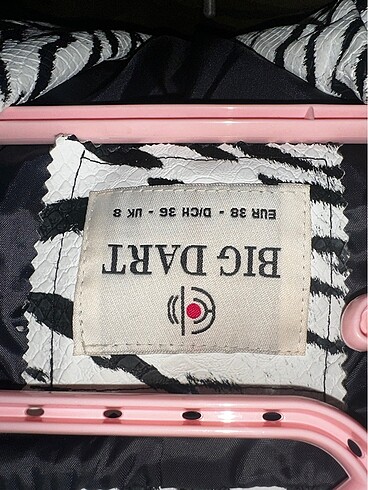 BIG DART
EUR 38 - D/CH 36 - UK 8